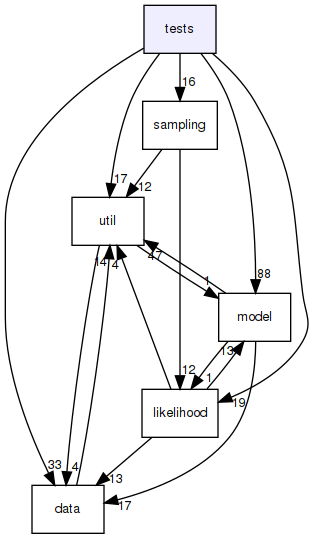 tests
16
sampling
17
12
util
14
4
47
1
88
model
13
12
1
19
likelihood
33
4
13
17
data